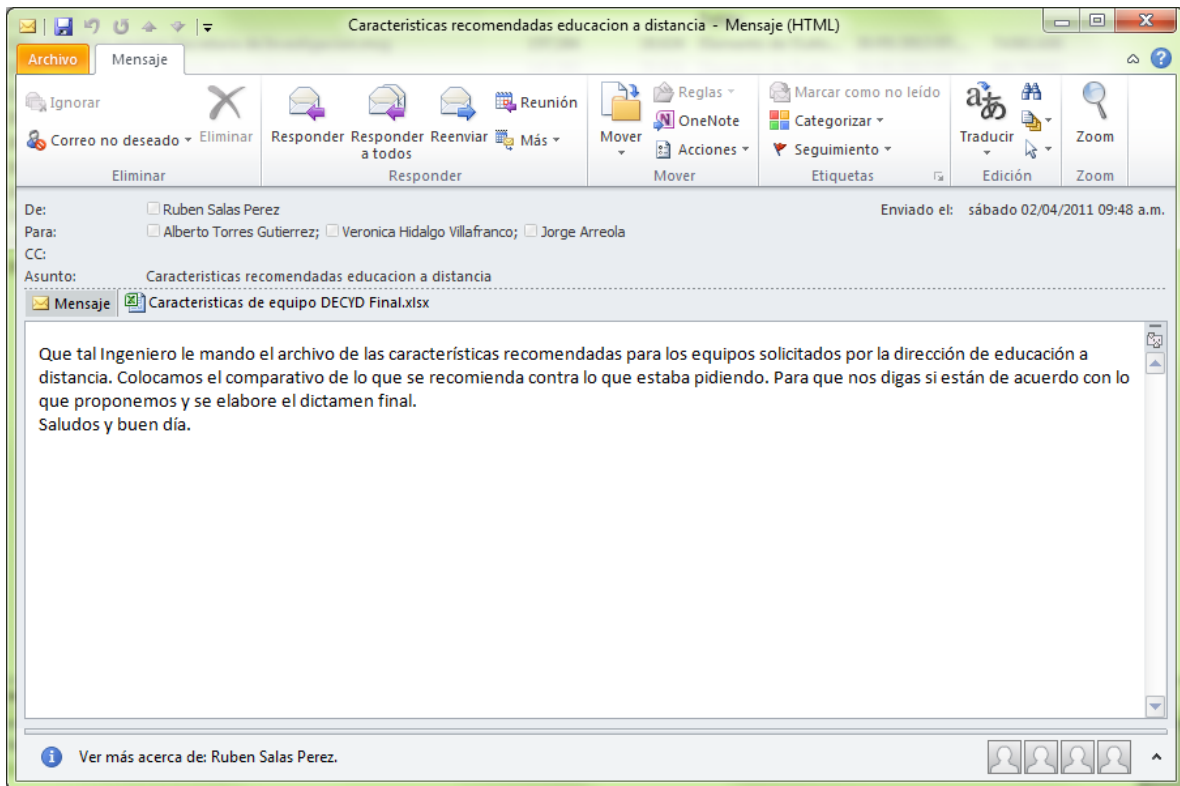 Caracteristicas recomendadas educacion a distancia - Mensaje (HTML)
Archivo Mensaje
Ignorar
Correo no deseado
Eliminar
Responder
Responder a todos
Reenviar
Reunión
Más
Mover
Reglas
OneNote
Acciones
Marcar como no leído
Categorizar
Seguimiento
Traducir
Zoom
Eliminar Responder Mover Etiquetas Edición Zoom
De: Ruben Salas Perez Enviado el: sábado 02/04/2011 09:48 a.m.
Para: Alberto Torres Gutierrez; Veronica Hidalgo Villafranco; Jorge Arreola
CC:
Asunto: Caracteristicas recomendadas educacion a distancia
Mensaje Caracteristicas de equipo DECYD Final.xlsx
Que tal Ingeniero le mando el archivo de las características recomendadas para los equipos solicitados por la dirección de educación a
distancia. Colocamos el comparativo de lo que se recomienda contra lo que estaba pidiendo. Para que nos digas si están de acuerdo con lo
que proponemos y se elabore el dictamen final.
Saludos y buen día.
Ver más acerca de: Ruben Salas Perez.